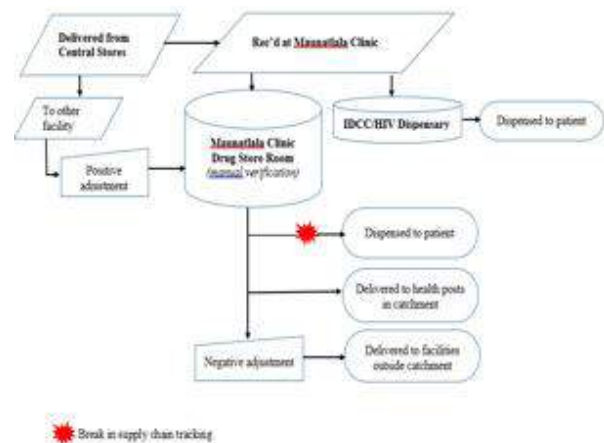 Delivered from
Central Stores
Rec'd at Maunatlala Clinic
To other
facility
Maunatlala Clinic
Drug Store Room
(manual verification)
IDCC/HIV Dispensary
Dispensed to patient
Positive
adjustment
Dispensed to patient
Delivered to health posts
in catchment
Negative adjustment
Delivered to facilities
outside catchment
Break in supply chain tracking